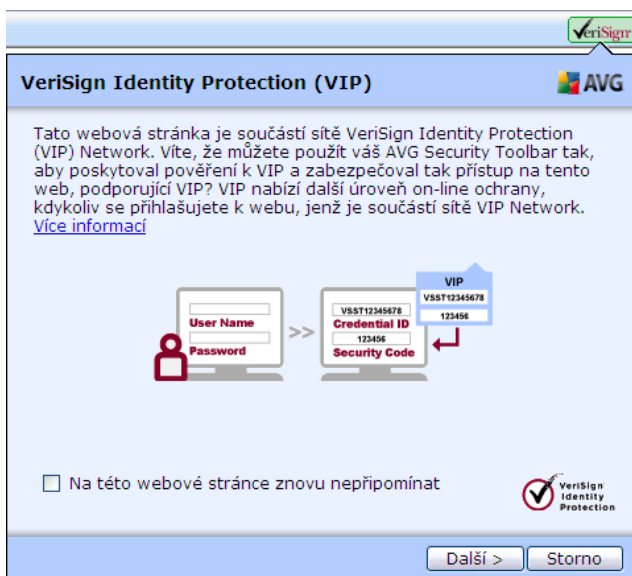 VeriSign
VeriSign Identity Protection (VIP)
AVG
Tato webová stránka je součástí sítě VeriSign Identity Protection
(VIP) Network. Víte, že můžete použít váš AVG Security Toolbar tak,
aby poskytoval pověření k VIP a zabezpečoval tak přístup na tento
web, podporující VIP? VIP nabízí další úroveň on-line ochrany,
kdykoliv se přihlašujete k webu, jenž je součástí sítě VIP Network.
Více informací
User Name
Password
>>
VSST12345678
Credential ID
123456
Security Code
VIP
VSST12345678
123456
Na této webové stránce znovu nepřipomínat
VeriSign
Identity
Protection
Další >
Storno